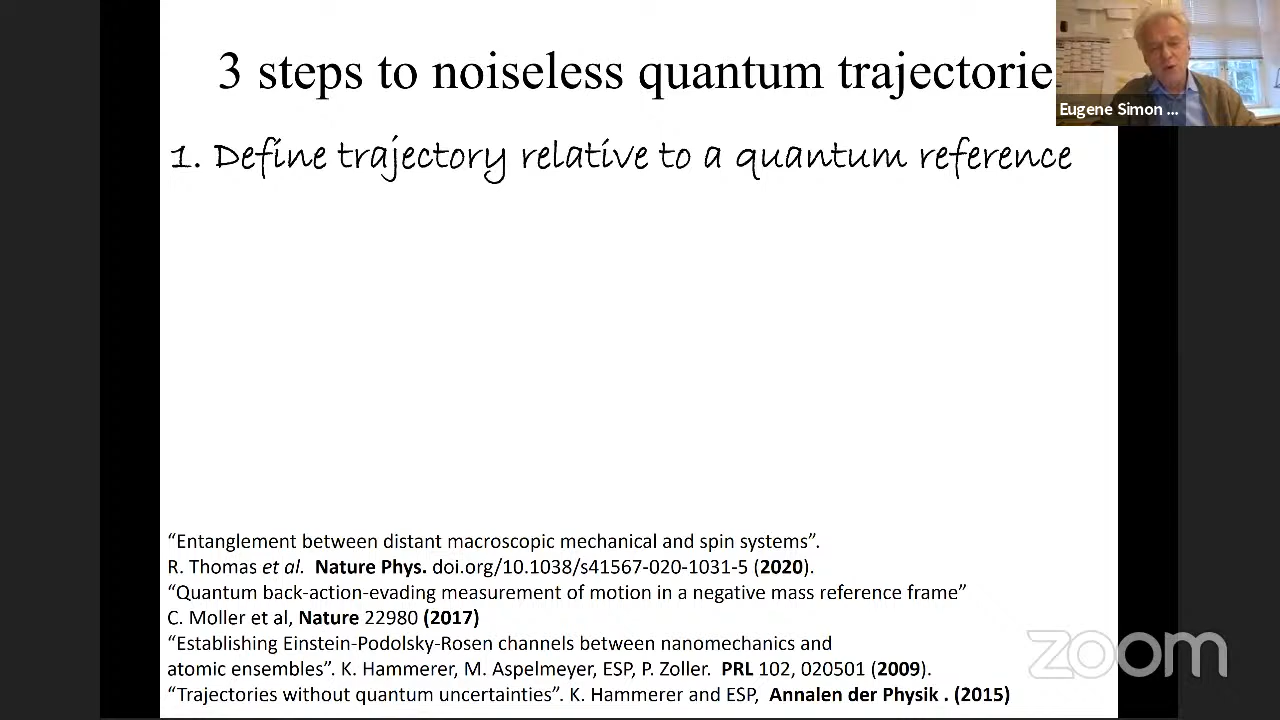 3 steps to noiseless quantum trajectorie
Eugene Simon ...
1. Define trajectory relative to a quantum reference
“Entanglement between distant macroscopic mechanical and spin systems”.
R. Thomas et al. Nature Phys. doi.org/10.1038/s41567-020-1031-5 (2020).
“Quantum back-action-evading measurement of motion in a negative mass reference frame”
C. Moller et al, Nature 22980 (2017)
“Establishing Einstein-Podolsky-Rosen channels between nanomechanics and
atomic ensembles”. K. Hammerer, M. Aspelmeyer, ESP, P. Zoller. PRL 102, 020501 (2009).
“Trajectories without quantum uncertainties”. K. Hammerer and ESP, Annalen der Physik . (2015)
zoom